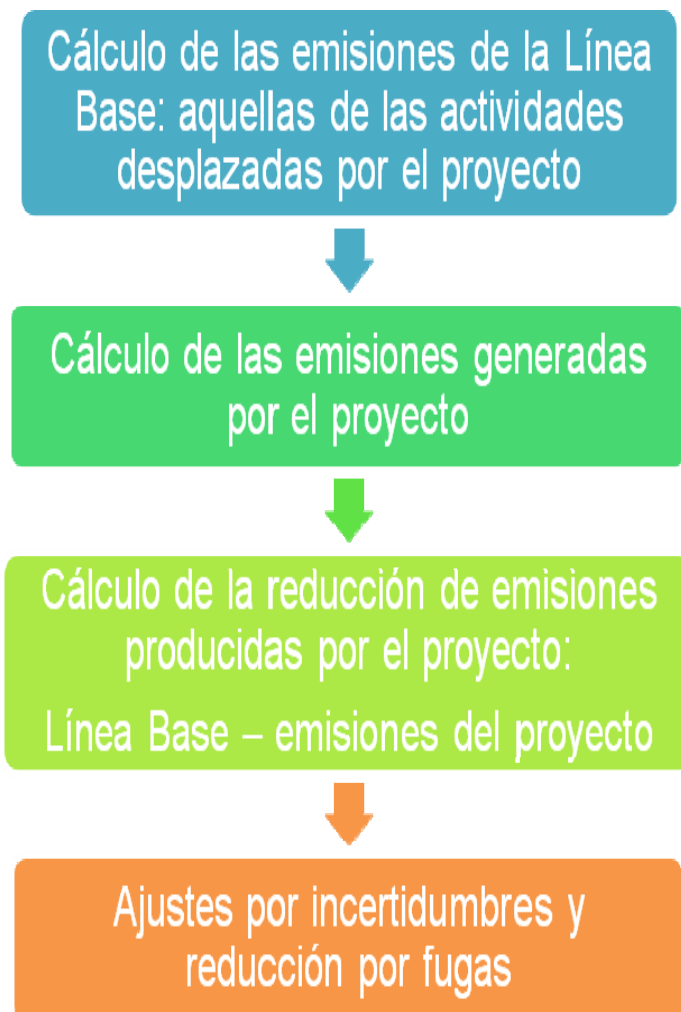 Cálculo de las emisiones de la Línea
Base: aquellas de las actividades
desplazadas por el proyecto
Cálculo de las emisiones generadas
por el proyecto
Cálculo de la reducción de emisiones
producidas por el proyecto:
Línea Base – emisiones del proyecto
Ajustes por incertidumbres y
reducción por fugas